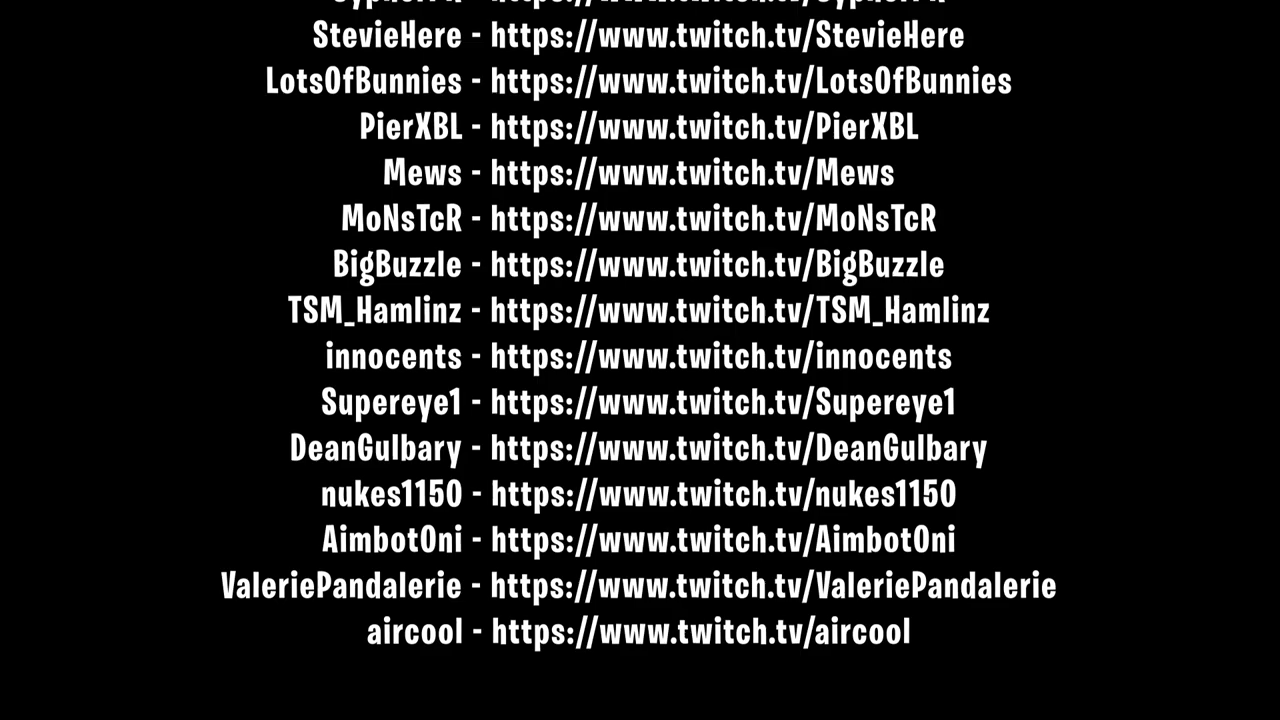 StevieHere - https://www.twitch.tv/StevieHere
LotsOfBunnies - https://www.twitch.tv/LotsOfBunnies
PierXBL - https://www.twitch.tv/PierXBL
Mews - https://www.twitch.tv/Mews
MoNsTcR - https://www.twitch.tv/MoNsTcR
BigBuzzle - https://www.twitch.tv/BigBuzzle
TSM_Hamlinz - https://www.twitch.tv/TSM_Hamlinz
innocents - https://www.twitch.tv/innocents
Supereye1 - https://www.twitch.tv/Supereye1
DeanGulbary - https://www.twitch.tv/DeanGulbary
nukes1150 - https://www.twitch.tv/nukes1150
AimbotOni - https://www.twitch.tv/AimbotOni
ValeriePandalerie - https://www.twitch.tv/ValeriePandalerie
aircool - https://www.twitch.tv/aircool